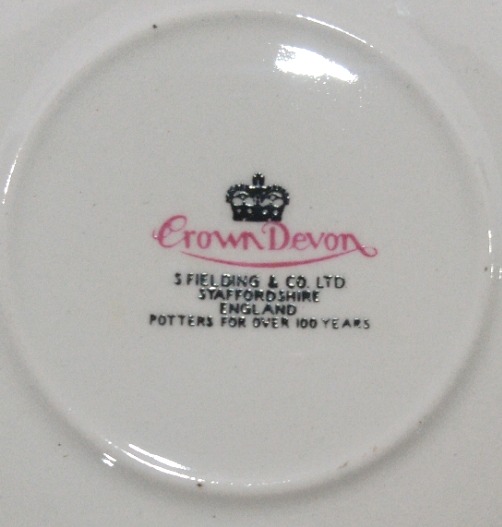 Crown Devon
S. FIELDING & CO. LTD
STAFFORDSHIRE
ENGLAND
POTTERS FOR OVER 100 YEARS